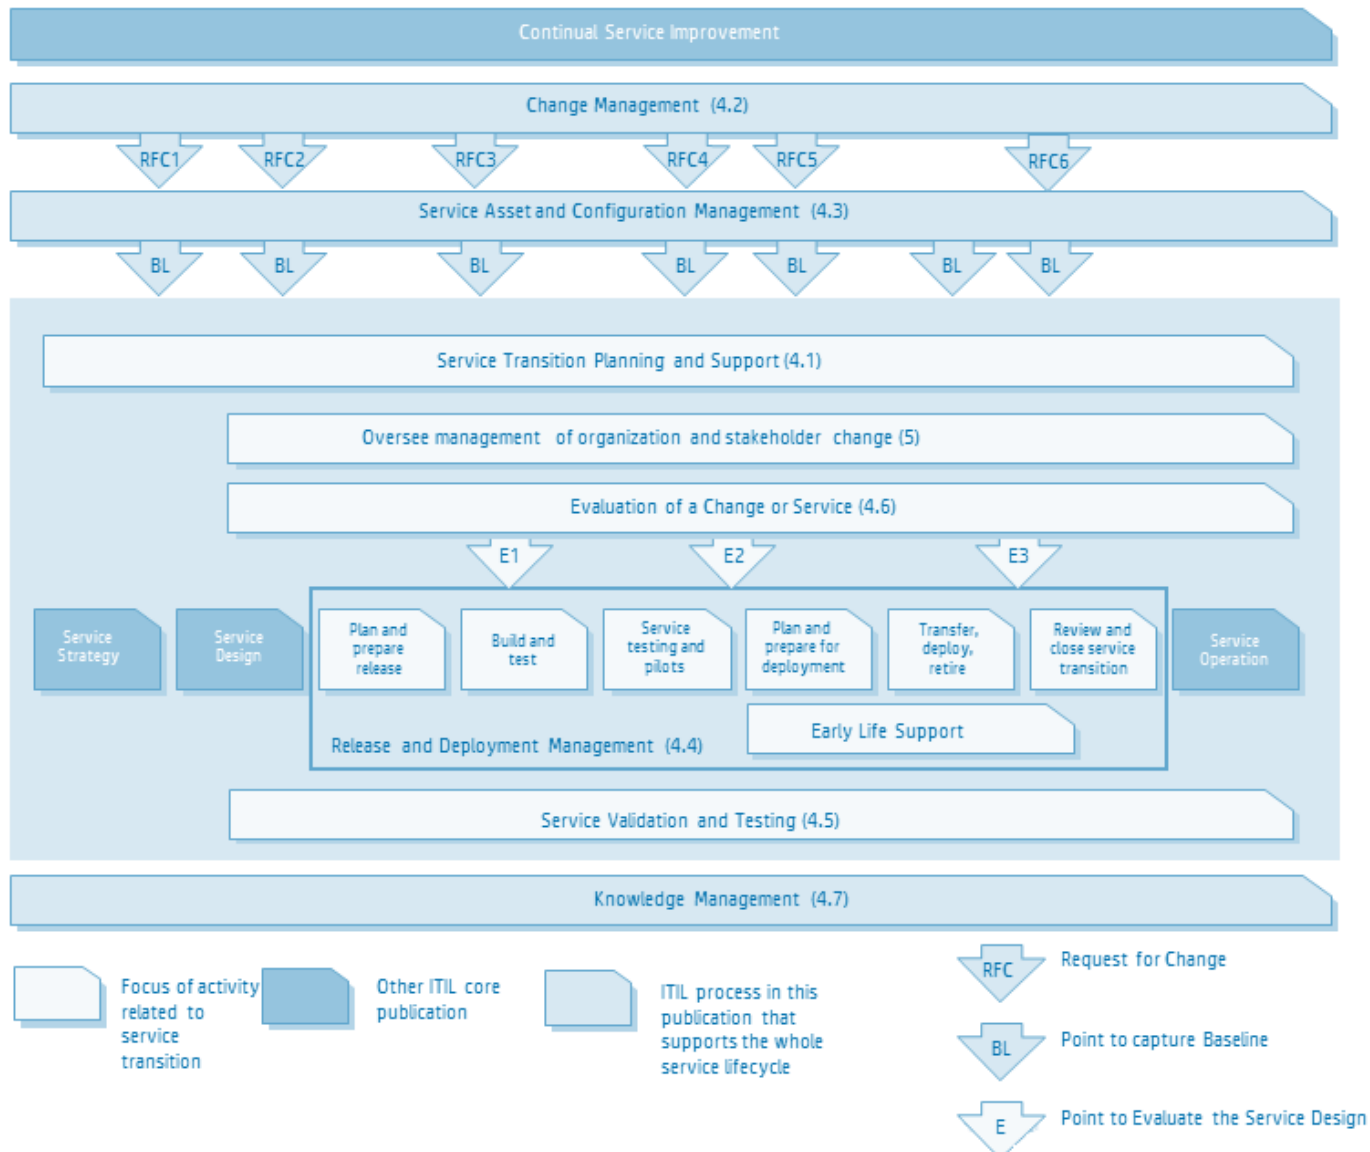 Continual Service Improvement
Change Management (4.2)
RFC1 RFC2 RFC3 RFC4 RFC5 RFC6
Service Asset and Configuration Management (4.3)
BL BL BL BL BL BL BL
Service Transition Planning and Support (4.1)
Oversee management of organization and stakeholder change (5)
Evaluation of a Change or Service (4.6)
E1 E2 E3
Service
Strategy
Service
Design
Plan and
prepare
release
Build and
test
Service
testing and
pilots
Plan and
prepare for
deployment
Transfer,
deploy,
retire
Review and
close service
transition
Service
Operation
Early Life Support
Release and Deployment Management (4.4)
Service Validation and Testing (4.5)
Knowledge Management (4.7)
Focus of activity
related to
service
transition
Other ITIL core
publication
ITIL process in this
publication that
supports the whole
service lifecycle
RFC
Request for Change
BL
Point to capture Baseline
E
Point to Evaluate the Service Design